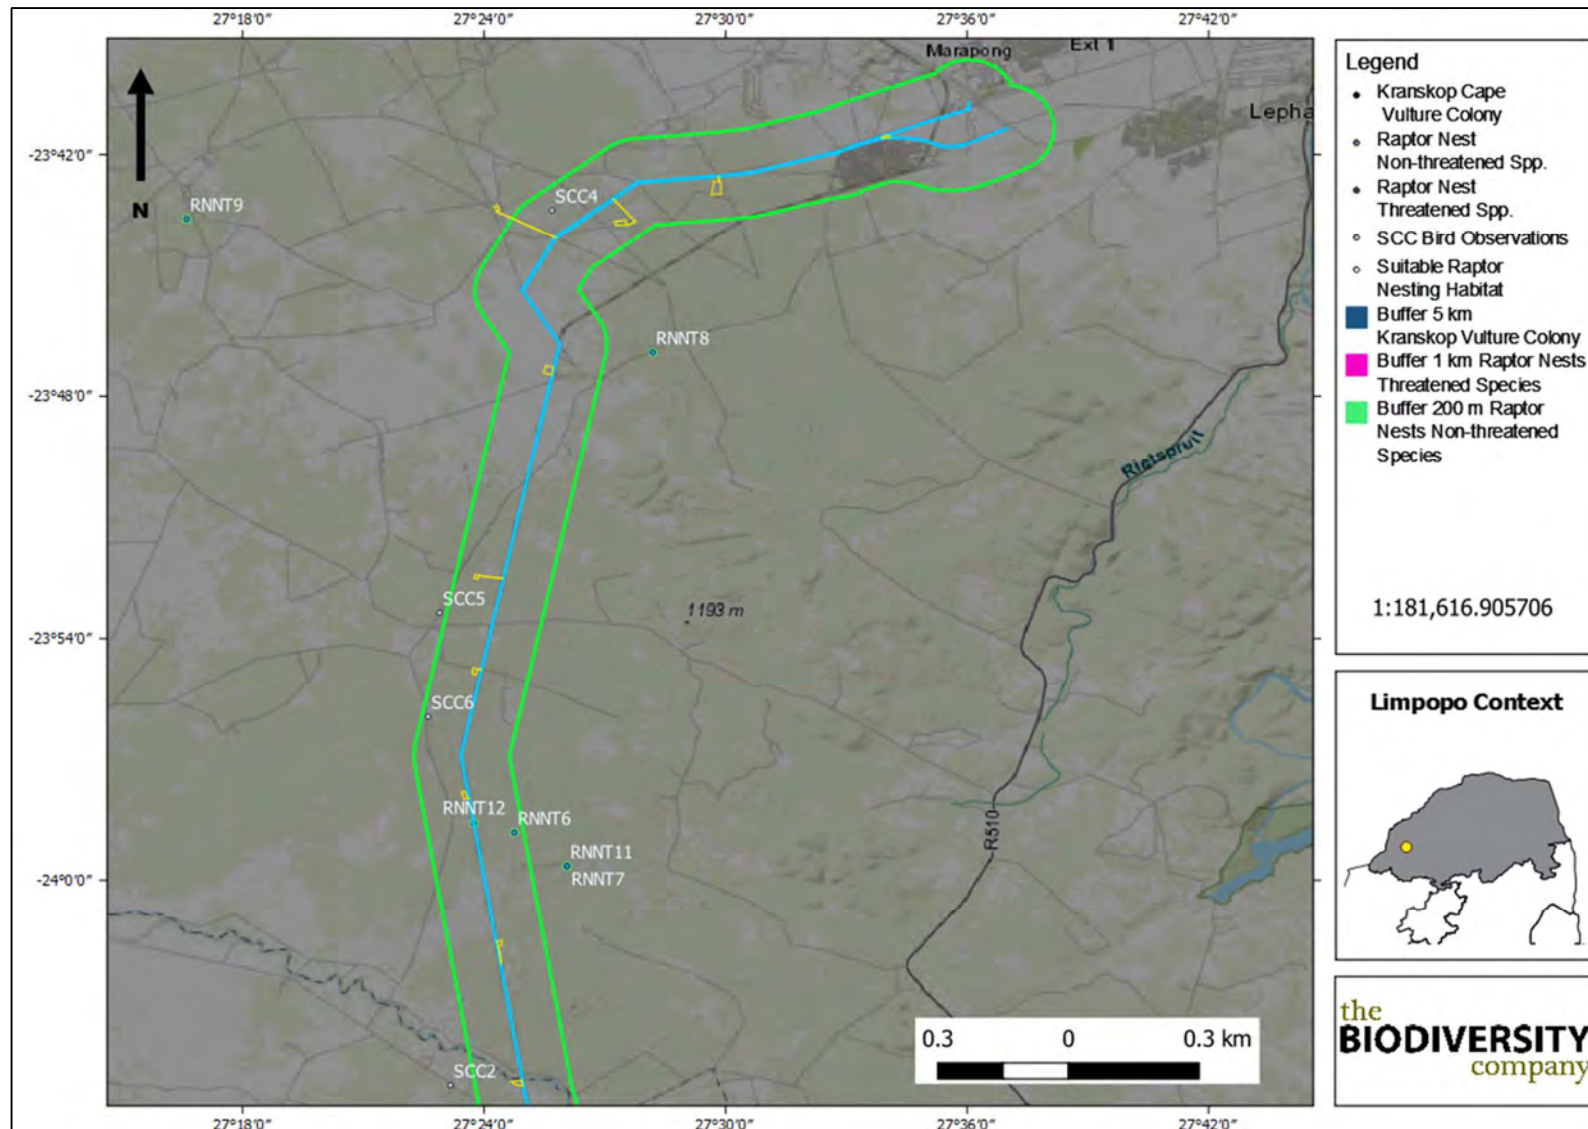 27°18'0"
27°24'0"
27°30'0"
27°36'0"
27°42'0"
Marapong
Ext 1
Lepha
-23°42'0"
-23°48'0"
-23°54'0"
-24°0'0"
N
RNNT9
SCC4
RNNT8
Rietspruit
SCC5
1193 m
SCC6
RNNT12
RNNT6
RNNT11
RNNT7
R510
SCC2
0.3 0 0.3 km
27°18'0"
27°24'0"
27°30'0"
27°36'0"
27°42'0"
Legend
Kranskop Cape
Vulture Colony
Raptor Nest
Non-threatened Spp.
Raptor Nest
Threatened Spp.
SCC Bird Observations
Suitable Raptor
Nesting Habitat
Buffer 5 km
Kranskop Vulture Colony
Buffer 1 km Raptor Nests
Threatened Species
Buffer 200 m Raptor
Nests Non-threatened
Species
1:181,616.905706
Limpopo Context
the
BIODIVERSITY
company